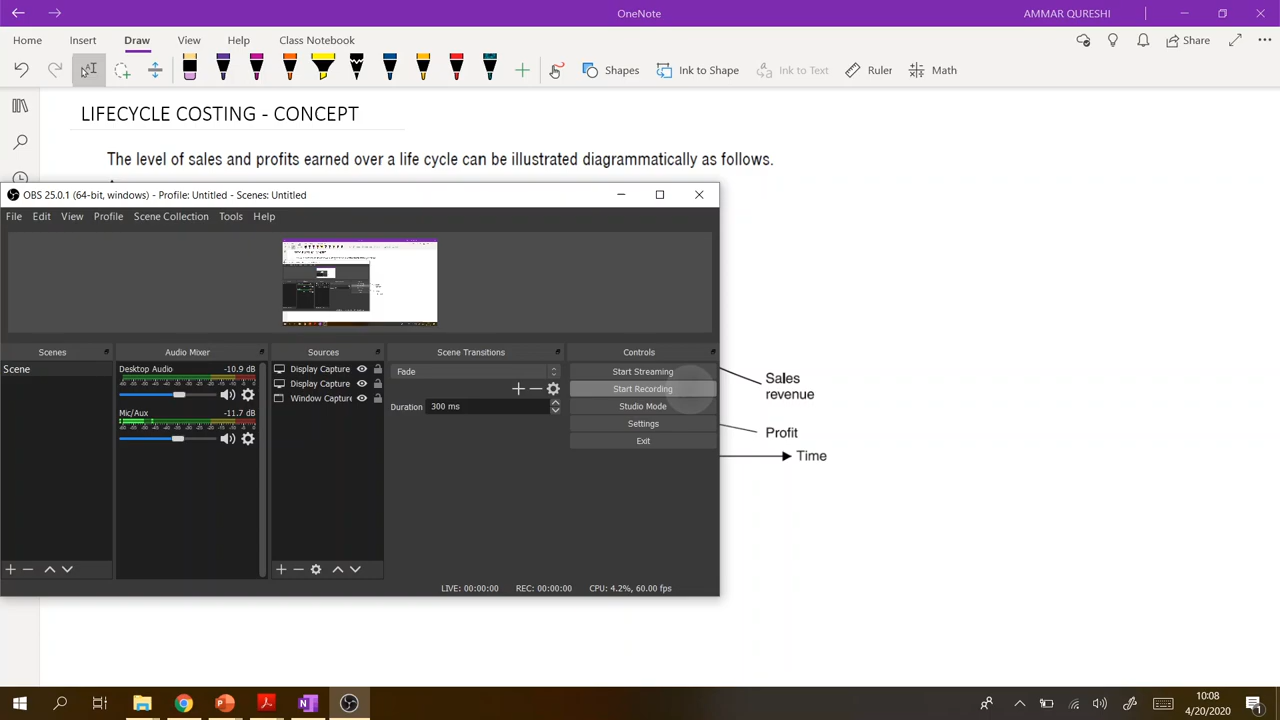 OneNote
AMMAR QURESHI
Home
Insert
Draw
View
Help
Class Notebook
Share
Shapes
Ink to Shape
Ink to Text
Ruler
Math
LIFECYCLE COSTING - CONCEPT
The level of sales and profits earned over a life cycle can be illustrated diagrammatically as follows.
OBS 25.0.1 (64-bit, windows) - Profile: Untitled - Scenes: Untitled
File
Edit
View
Profile
Scene Collection
Tools
Help
Scenes
Audio Mixer
Sources
Scene Transitions
Controls
Scene
Desktop Audio
-10.9 dB
Mic/Aux
-11.7 dB
Display Capture
Display Capture
Window Capture
Fade
Duration
300 ms
Start Streaming
Start Recording
Studio Mode
Settings
Exit
LIVE: 00:00:00
REC: 00:00:00
CPU: 4.2%, 60.00 fps
Sales
revenue
Profit
Time
10:08
4/20/2020
1